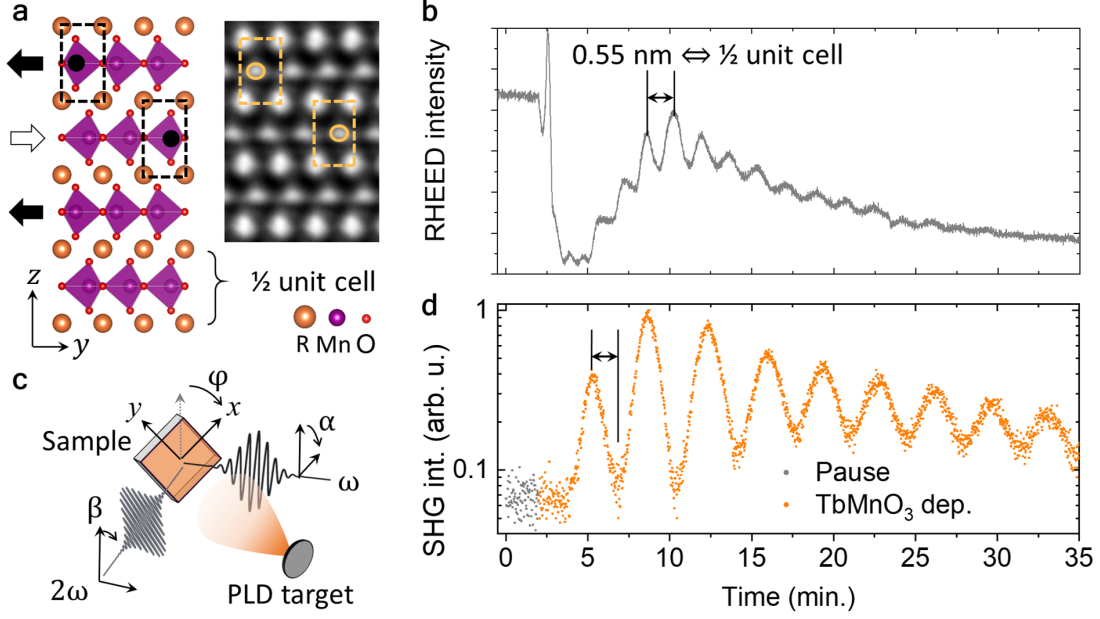 a
½ unit cell
z
y
R Mn O
b
RHEED intensity
0.55 nm ⇔ ½ unit cell
c
φ
y
x
Sample
α
ω
β
2ω
PLD target
d
SHG int. (arb. u.)
1
0.1
Pause
TbMnO₃ dep.
0 5 10 15 20 25 30 35
Time (min.)